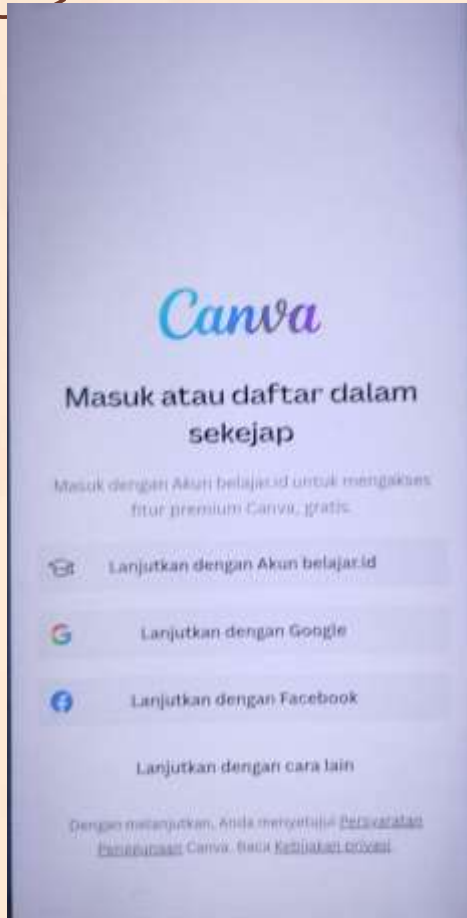 Canva
Masuk atau daftar dalam
sekejap
Masuk dengan Akun belajar.id untuk mengakses
fitur premium Canva, gratis.
Lanjutkan dengan Akun belajar.id
Lanjutkan dengan Google
Lanjutkan dengan Facebook
Lanjutkan dengan cara lain
Dengan melanjutkan, Anda menyetujui Persyaratan
Penggunaan Canva. Baca Kebijakan privasi